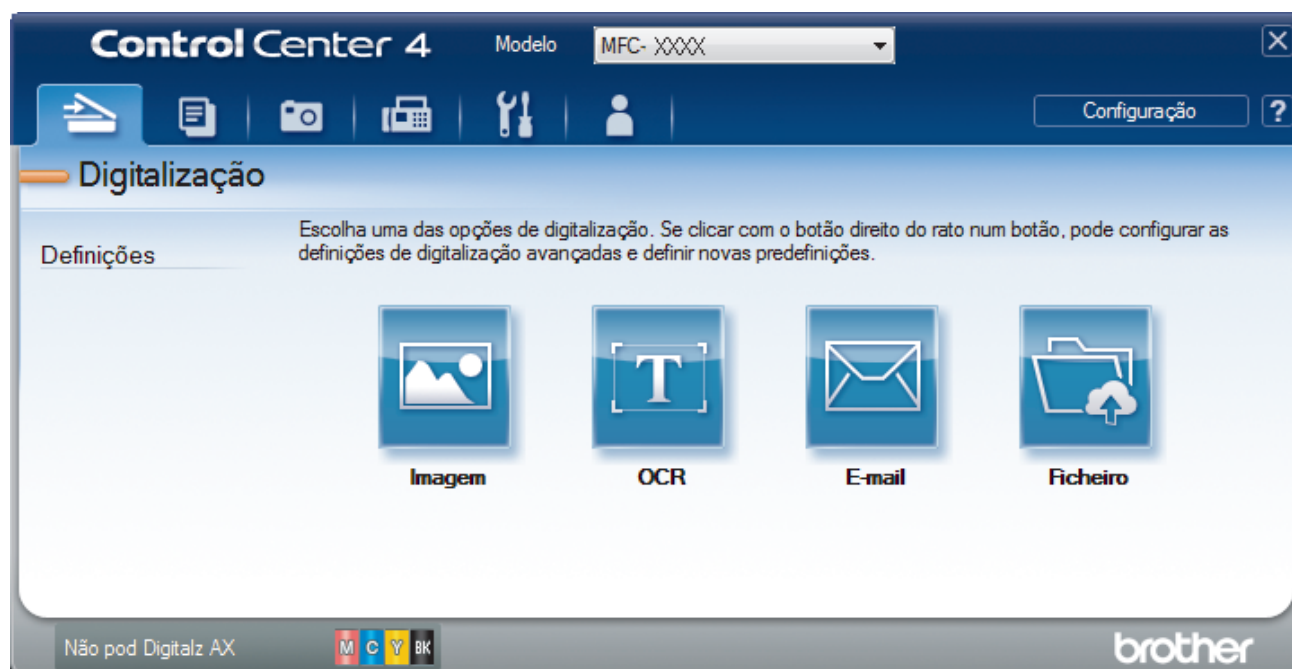 Control Center 4 Modelo MFC- XXXX
Configuração ?
Digitalização
Escolha uma das opções de digitalização. Se clicar com o botão direito do rato num botão, pode configurar as
Definições definições de digitalização avançadas e definir novas predefinições.
T
Imagem OCR E-mail Ficheiro
Não pod Digitalz AX M C Y BK brother